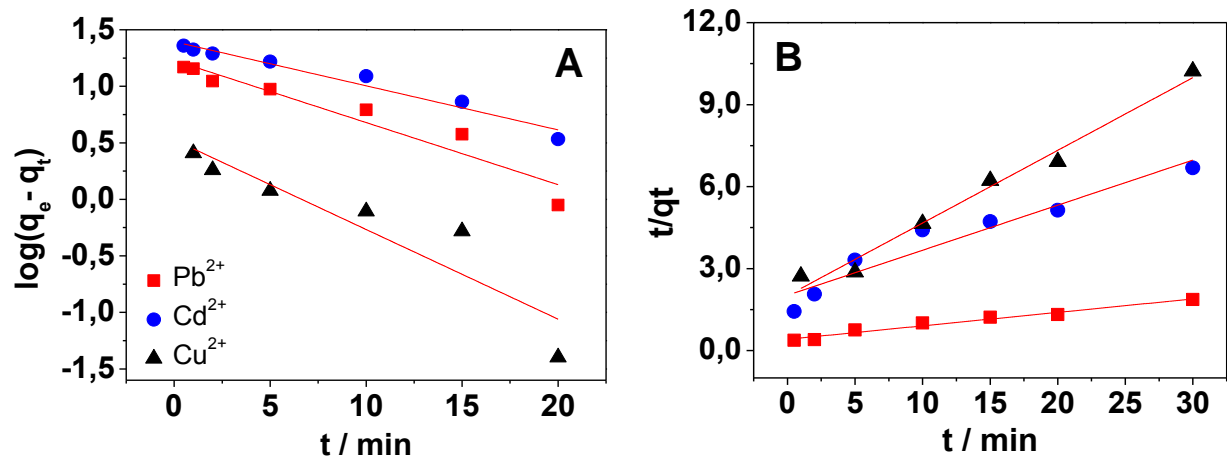 A
1,5
1,0
0,5
0,0
-0,5
-1,0
-1,5
log(qe- qt)
Pb2+
Cd2+
Cu2+
0 5 10 15 20
t / min
B
12,0
9,0
6,0
3,0
0,0
t/qt
0 5 10 15 20 25 30
t / min